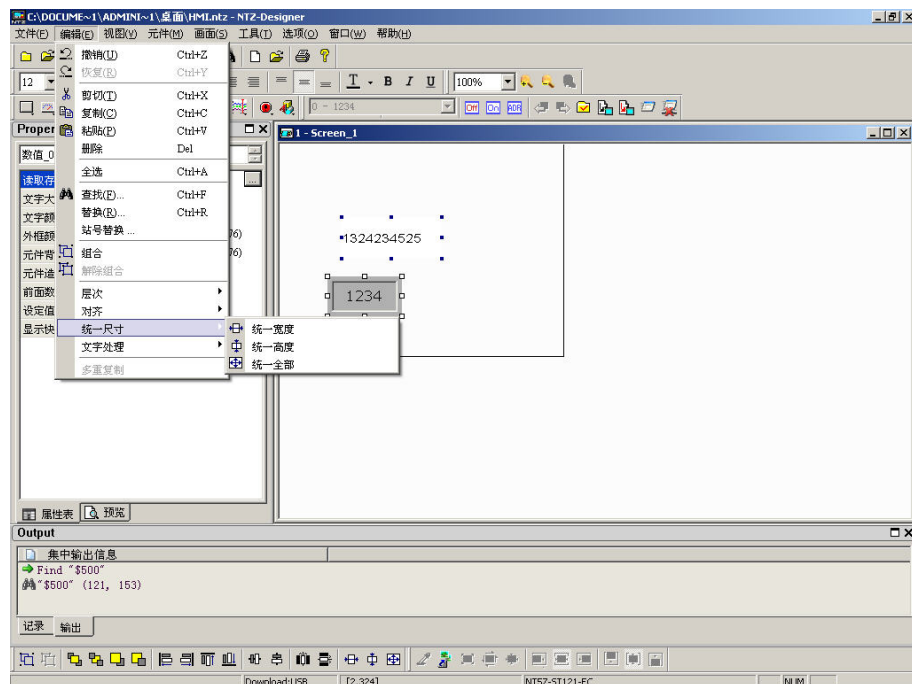 C:\DOCUME~1\ADMINI~1\桌面\HMI.ntz - NTZ-Designer
文件(F) 编辑(E) 视图(V) 元件(M) 画面(S) 工具(T) 选项(O) 窗口(W) 帮助(H)
撤销(U) Ctrl+Z
恢复(R) Ctrl+Y
12 I B I U 100%
剪切(T) Ctrl+X
复制(C) Ctrl+C
0 - 1234 Off On ADR
粘贴(P) Ctrl+V
Proper
1 - Screen_1
删除 Del
数值_0
全选 Ctrl+A
读取存
...
查找(F)... Ctrl+F
文字大
替换(R)... Ctrl+R
文字颜
站号替换 ...
外框颜
76)
1324234525
组合
元件背
76)
解除组合
元件造
层次
前面数
1234
对齐
设定值
统一尺寸
显示快
统一宽度
文字处理
统一高度
多重复制
统一全部
属性表 预览
Output
集中输出信息
Find "$500"
"$500" (121, 153)
记录 输出
Download:USB [2,324] NT57-ST121-EC NUM